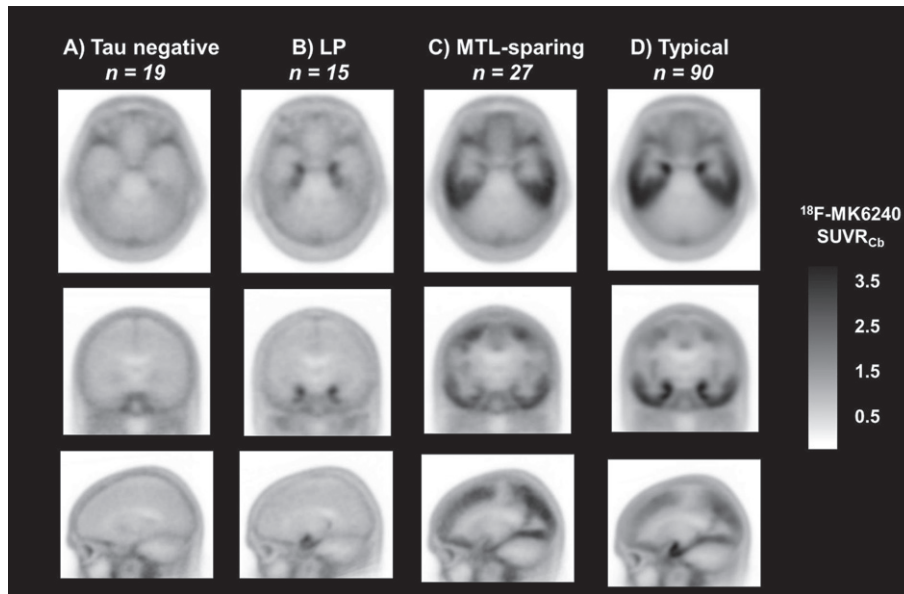 A) Tau negative
n = 19
B) LP
n = 15
C) MTL-sparing
n = 27
D) Typical
n = 90
¹⁸F-MK6240
SUVR_Cb
3.5
2.5
1.5
0.5